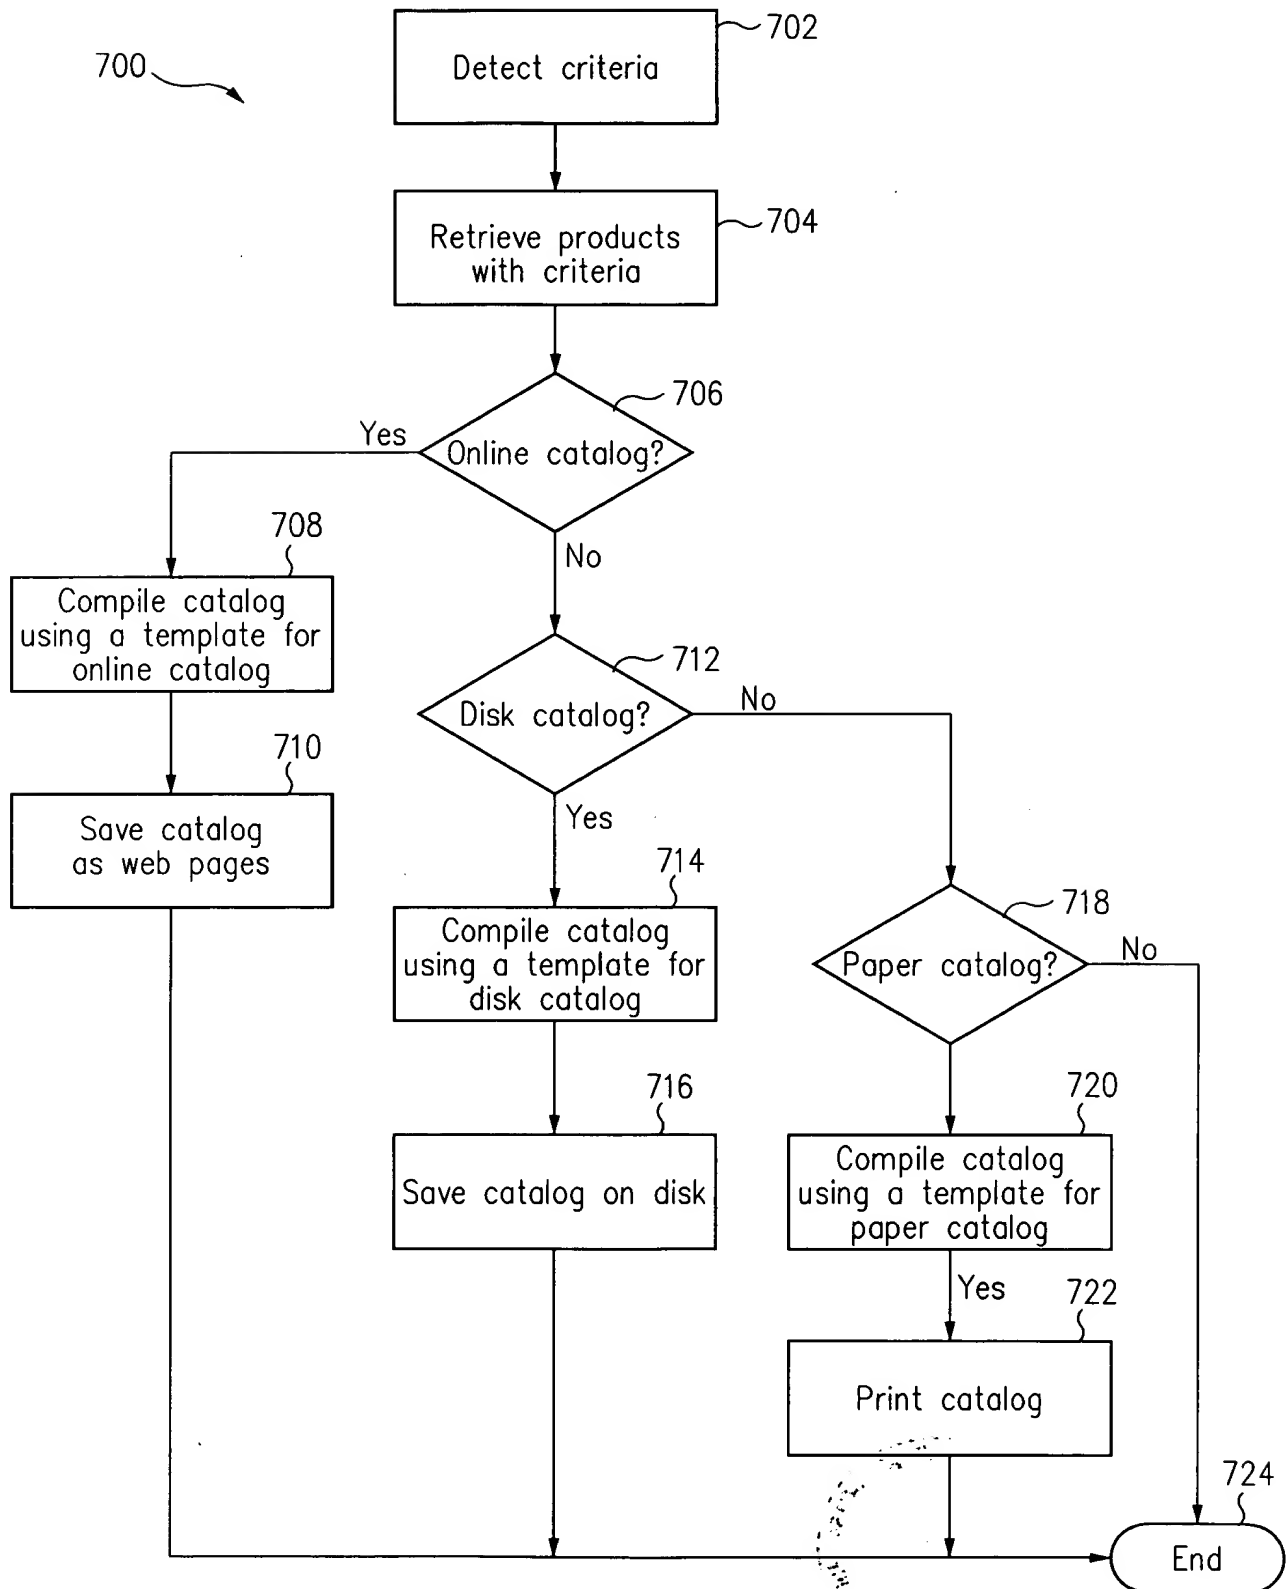 702
700
Detect criteria
704
Retrieve products
with criteria
706
Yes
Online catalog?
708
No
Compile catalog
using a template for
online catalog
712
Disk catalog?
No
710
Save catalog
as web pages
Yes
714
718
Compile catalog
using a template for
disk catalog
Paper catalog?
No
716
720
Save catalog on disk
Compile catalog
using a template for
paper catalog
Yes
722
Print catalog
724
End